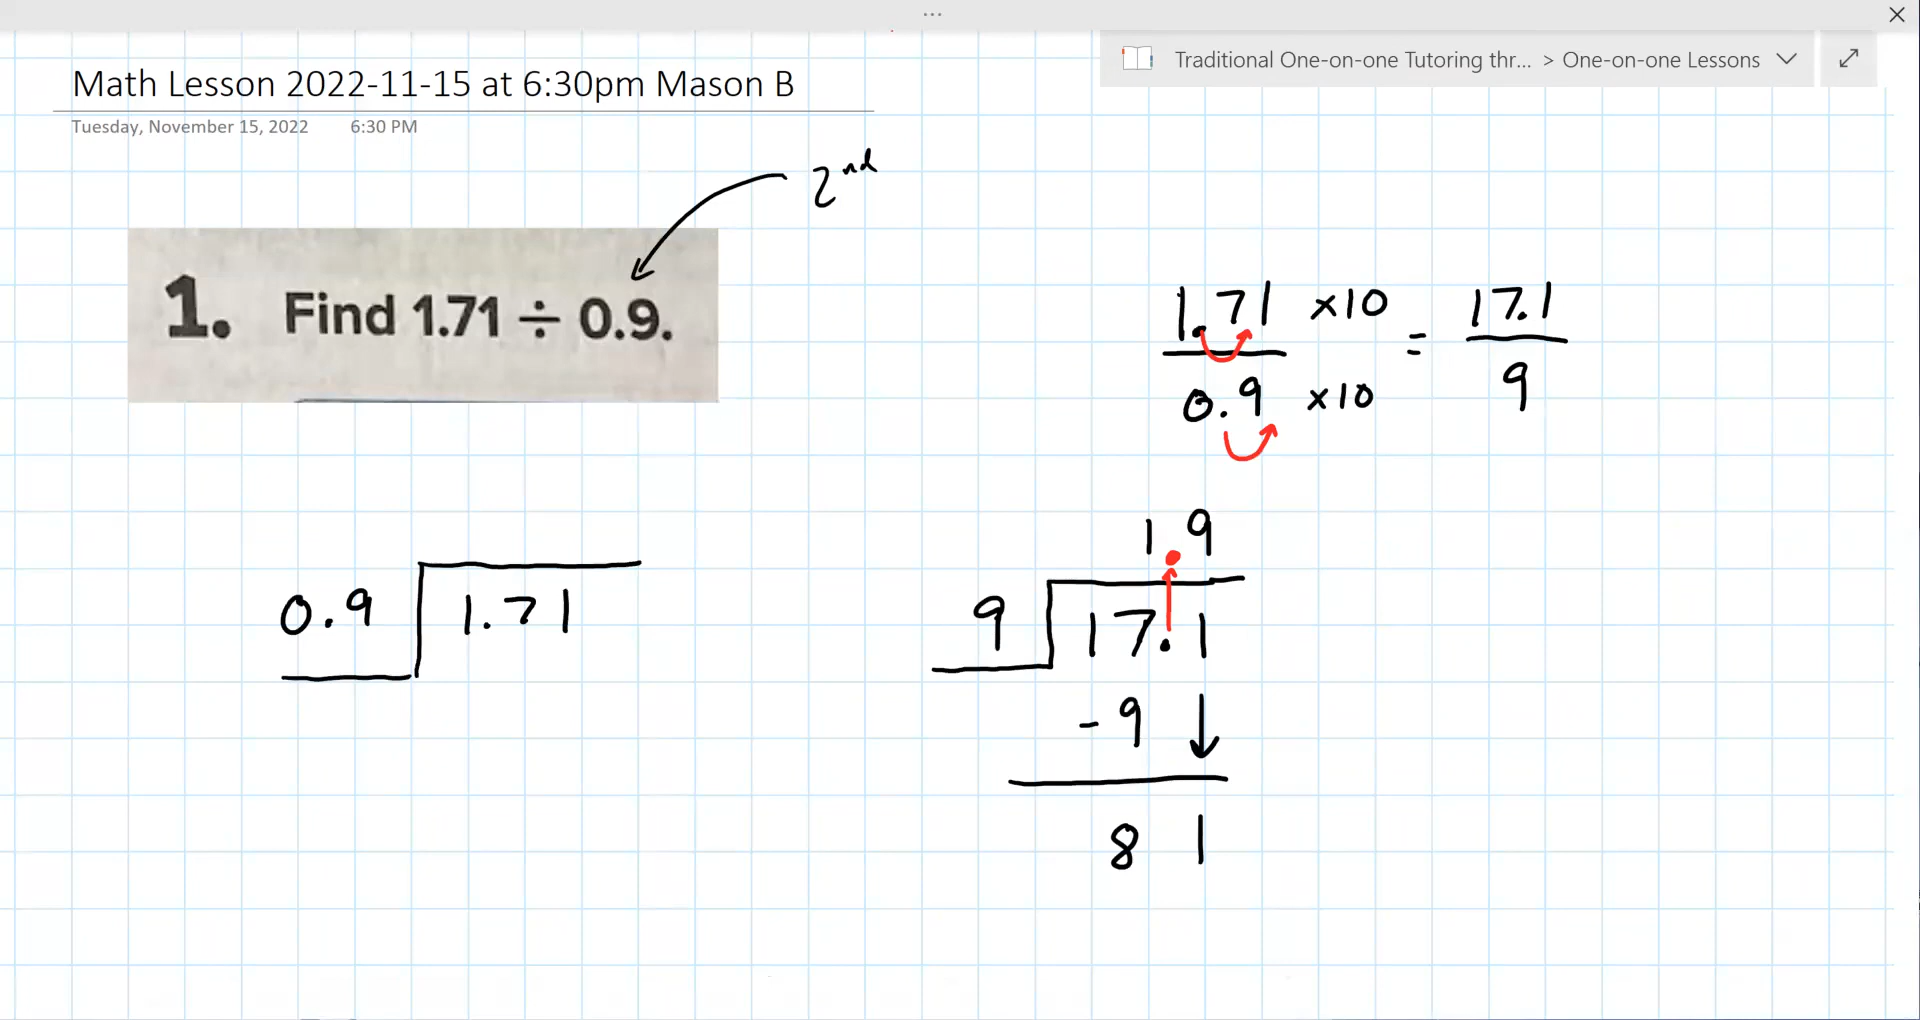 ...
Traditional One-on-one Tutoring thr... > One-on-one Lessons
Math Lesson 2022-11-15 at 6:30pm Mason B
Tuesday, November 15, 2022 6:30 PM
2nd
1. Find 1.71 ÷ 0.9.
1.71 ×10 = 17.1
0.9 ×10 9
0.9 1.71
1.9
9 17.1
- 9 ↓
8 1